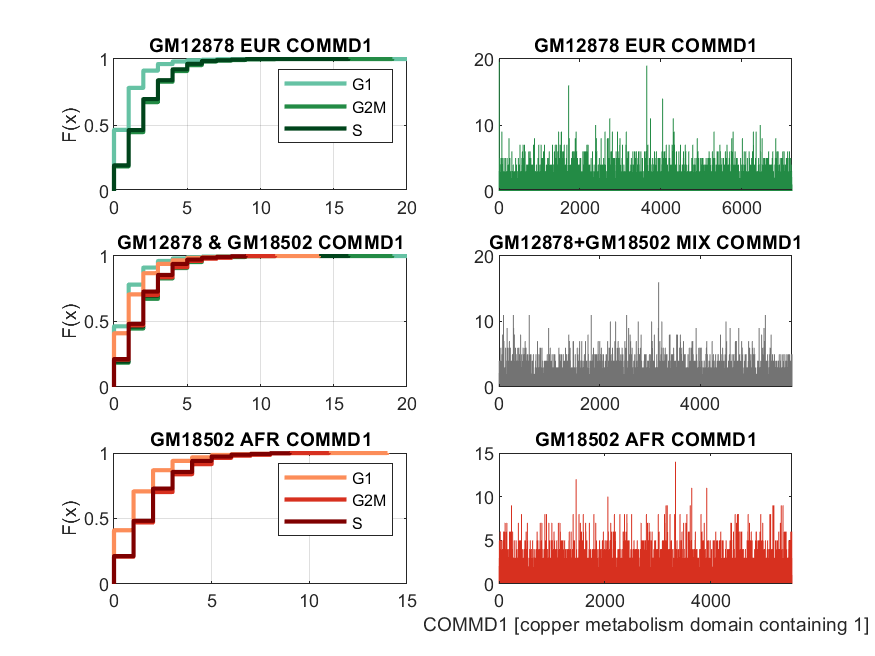 GM12878 EUR COMMD1
F(x)
1
0.5
0
0 5 10 15 20
G1
G2M
S
GM12878 EUR COMMD1
20
10
0
0 2000 4000 6000
GM12878 & GM18502 COMMD1
F(x)
1
0.5
0
0 5 10 15 20
GM12878+GM18502 MIX COMMD1
20
10
0
0 2000 4000
GM18502 AFR COMMD1
F(x)
1
0.5
0
0 5 10 15
G1
G2M
S
GM18502 AFR COMMD1
15
10
5
0
0 2000 4000
COMMD1 [copper metabolism domain containing 1]